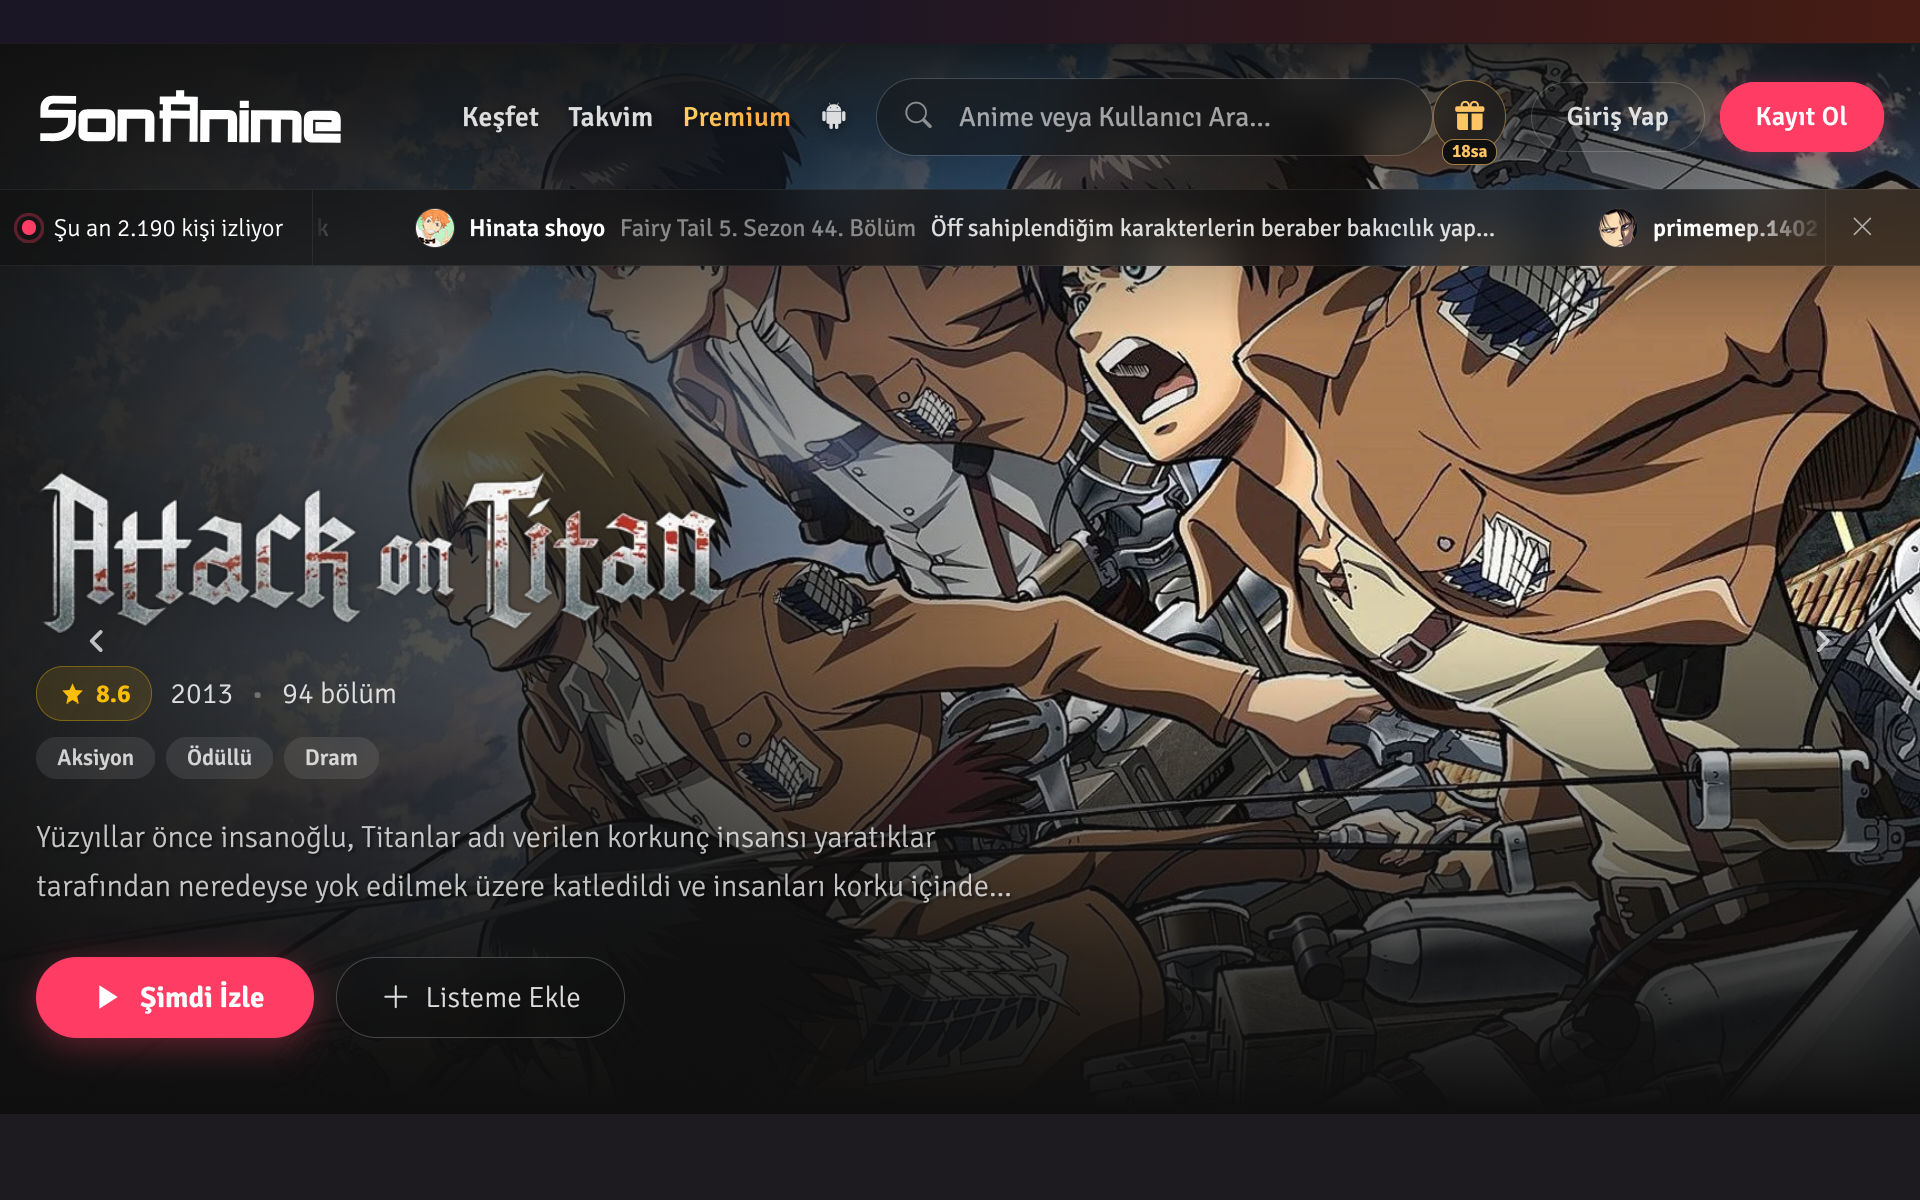 SonAnime
Keşfet Takvim Premium
Anime veya Kullanıcı Ara...
18sa
Giriş Yap
Kayıt Ol
Şu an 2.190 kişi izliyor
k
Hinata shoyo Fairy Tail 5. Sezon 44. Bölüm Öff sahiplendiğim karakterlerin beraber bakıcılık yap...
primemep.1402
Attack on Titan
8.6 2013 • 94 bölüm
Aksiyon Ödüllü Dram
Yüzyıllar önce insanoğlu, Titanlar adı verilen korkunç insansı yaratıklar
tarafından neredeyse yok edilmek üzere katledildi ve insanları korku içinde...
Şimdi İzle
Listeme Ekle